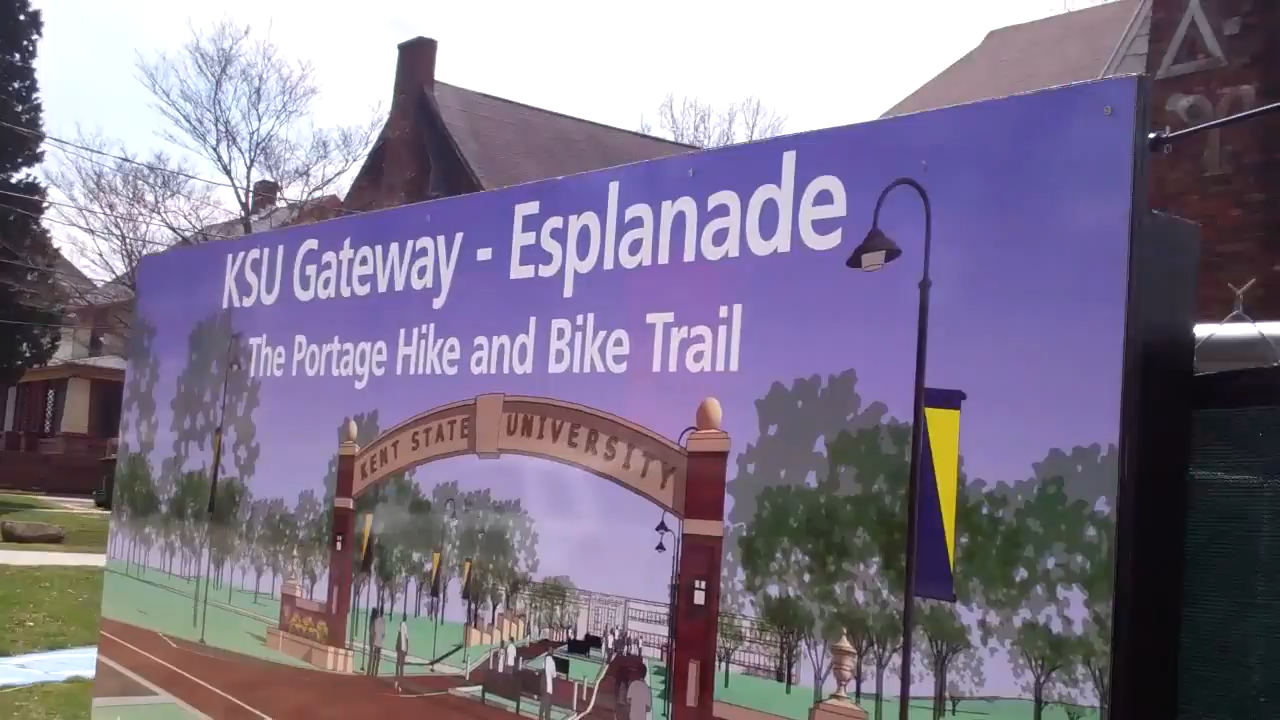 KSU Gateway - Esplanade
The Portage Hike and Bike Trail
KENT STATE UNIVERSITY
Δ